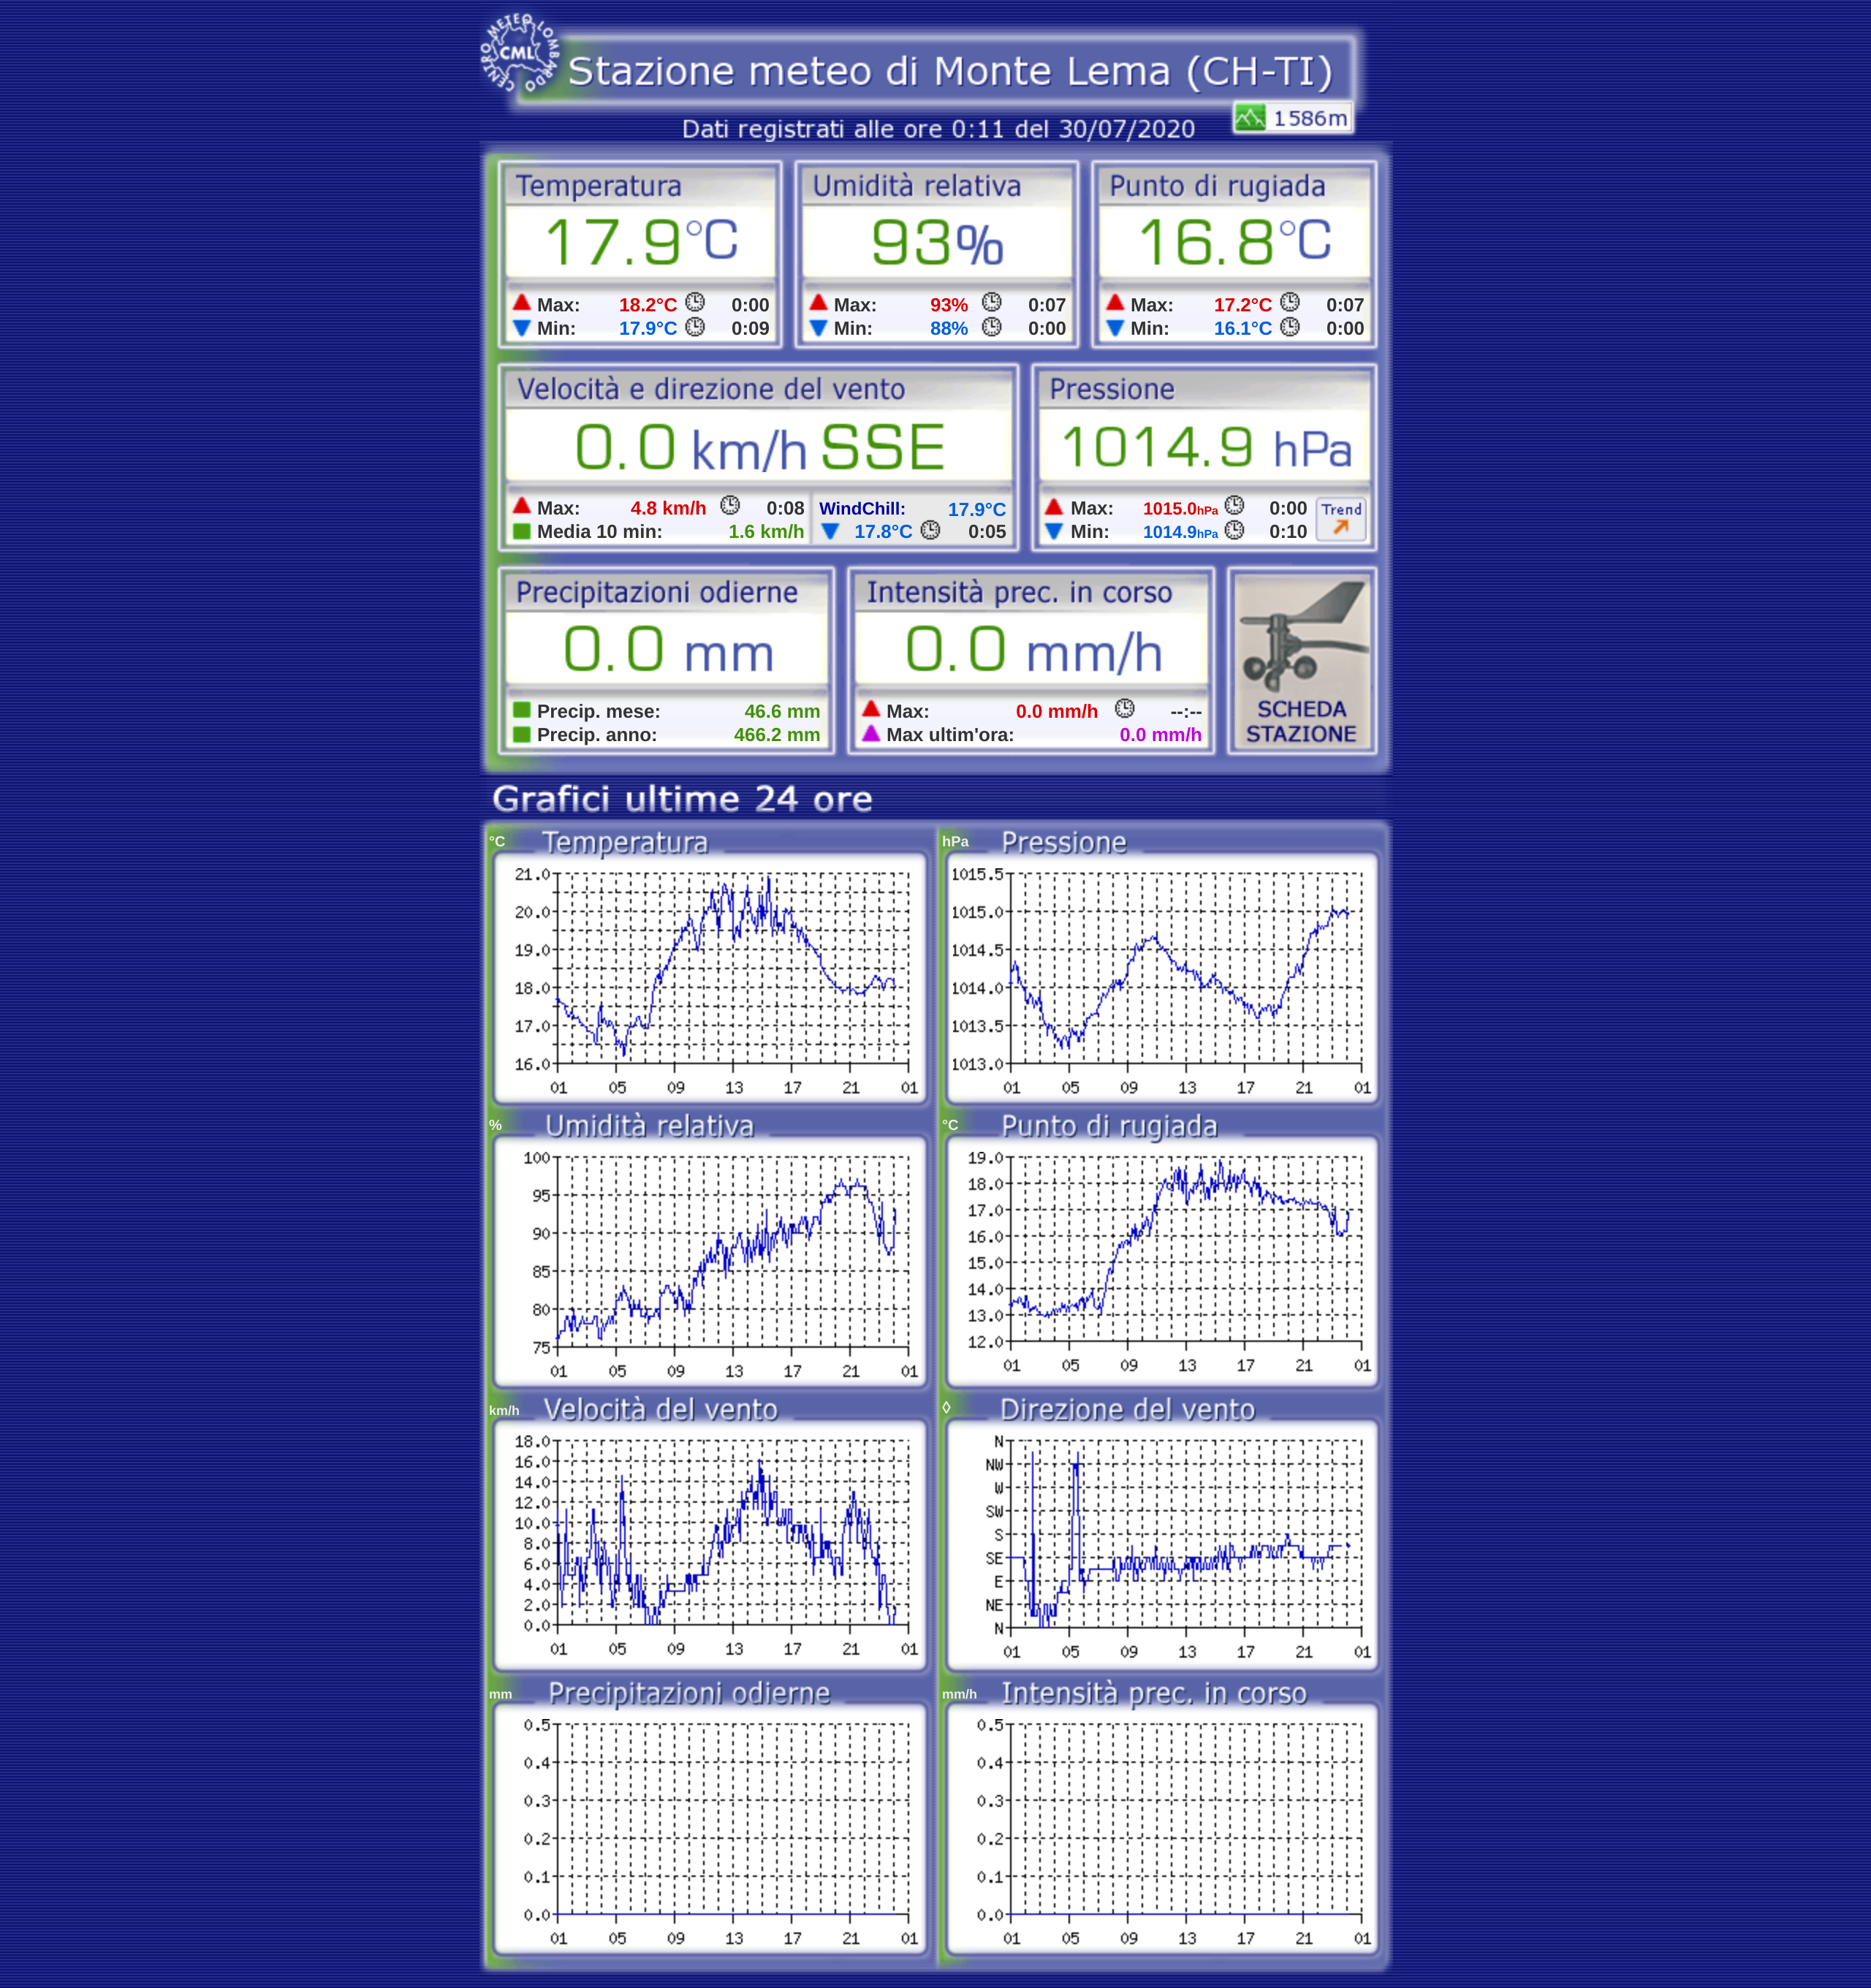 CENTRO METEO LOMBARDO
CML
Stazione meteo di Monte Lema (CH-TI)
1586m
Dati registrati alle ore 0:11 del 30/07/2020
Temperatura
17.9°C
Max: 18.2°C 0:00
Min: 17.9°C 0:09
Umidità relativa
93%
Max: 93% 0:07
Min: 88% 0:00
Punto di rugiada
16.8°C
Max: 17.2°C 0:07
Min: 16.1°C 0:00
Velocità e direzione del vento
0.0 km/h SSE
Max: 4.8 km/h 0:08
Media 10 min: 1.6 km/h
WindChill: 17.9°C
17.8°C 0:05
Pressione
1014.9 hPa
Max: 1015.0hPa 0:00
Min: 1014.9hPa 0:10
Trend
Precipitazioni odierne
0.0 mm
Precip. mese: 46.6 mm
Precip. anno: 466.2 mm
Intensità prec. in corso
0.0 mm/h
Max: 0.0 mm/h --:--
Max ultim'ora: 0.0 mm/h
SCHEDA
STAZIONE
Grafici ultime 24 ore
°C Temperatura
21.0
20.0
19.0
18.0
17.0
16.0
01 05 09 13 17 21 01
hPa Pressione
1015.5
1015.0
1014.5
1014.0
1013.5
1013.0
01 05 09 13 17 21 01
% Umidità relativa
100
95
90
85
80
75
01 05 09 13 17 21 01
°C Punto di rugiada
19.0
18.0
17.0
16.0
15.0
14.0
13.0
12.0
01 05 09 13 17 21 01
km/h Velocità del vento
18.0
16.0
14.0
12.0
10.0
8.0
6.0
4.0
2.0
0.0
01 05 09 13 17 21 01
◊ Direzione del vento
N
NW
W
SW
S
SE
E
NE
N
01 05 09 13 17 21 01
mm Precipitazioni odierne
0.5
0.4
0.3
0.2
0.1
0.0
01 05 09 13 17 21 01
mm/h Intensità prec. in corso
0.5
0.4
0.3
0.2
0.1
0.0
01 05 09 13 17 21 01